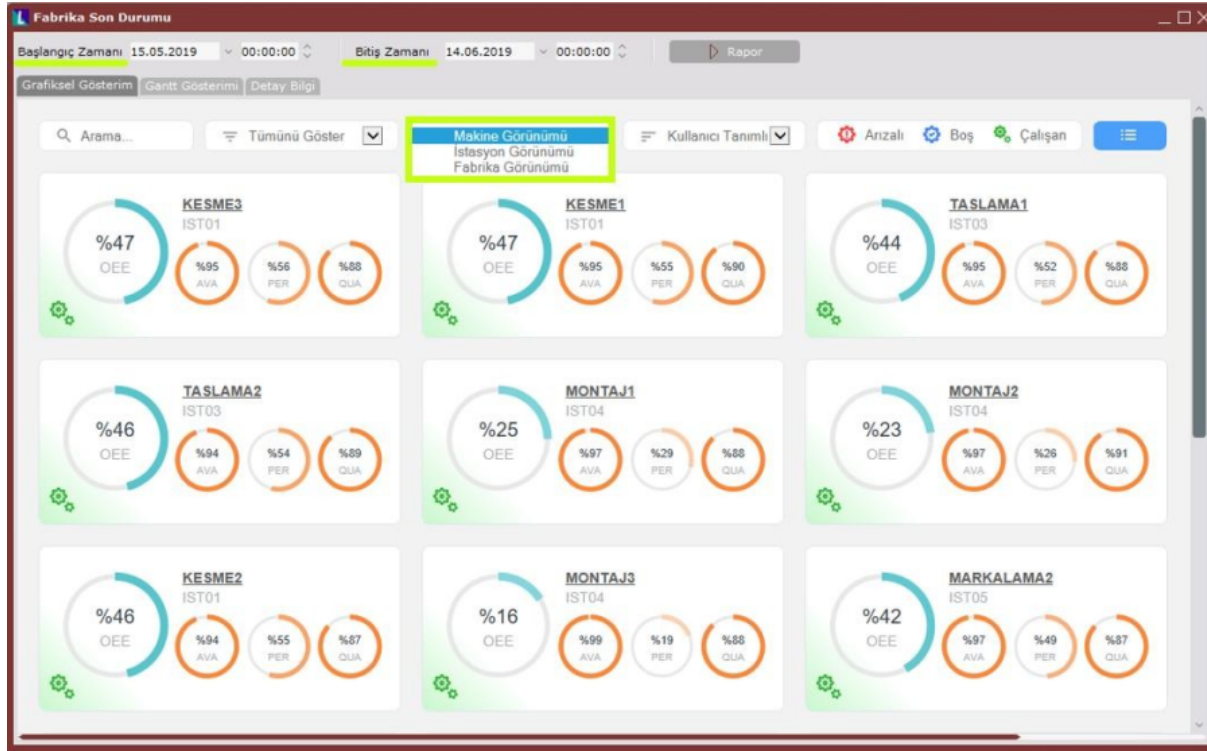 Fabrika Son Durumu
Başlangıç Zamanı 15.05.2019 00:00:00 Bitiş Zamanı 14.06.2019 00:00:00 Rapor
Grafiksel Gösterim Gantt Gösterimi Detay Bilgi
Arama... Tümünü Göster Makine Görünümü Kullanıcı Tanımlı Arızalı Boş Çalışan
İstasyon Görünümü
Fabrika Görünümü
KESME3
IST01
%47
OEE
%95 AVA
%56 PER
%88 QUA
KESME1
IST01
%47
OEE
%95 AVA
%55 PER
%90 QUA
TASLAMA1
IST03
%44
OEE
%95 AVA
%52 PER
%88 QUA
TASLAMA2
IST03
%46
OEE
%94 AVA
%54 PER
%89 QUA
MONTAJ1
IST04
%25
OEE
%97 AVA
%29 PER
%88 QUA
MONTAJ2
IST04
%23
OEE
%97 AVA
%26 PER
%91 QUA
KESME2
IST01
%46
OEE
%94 AVA
%55 PER
%87 QUA
MONTAJ3
IST04
%16
OEE
%99 AVA
%19 PER
%88 QUA
MARKALAMA2
IST05
%42
OEE
%97 AVA
%49 PER
%87 QUA